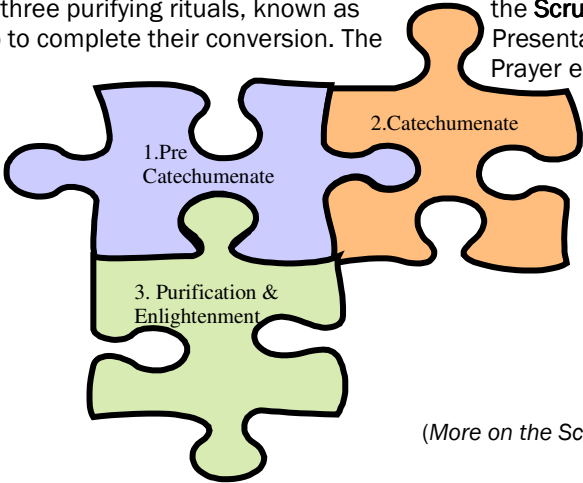 three purifying rituals, known as
to complete their conversion. The
the
Presenta
Prayer e
1.Pre
Catechumenate
2.Catechumenate
3. Purification &
Enlightenment
(More on the Sc